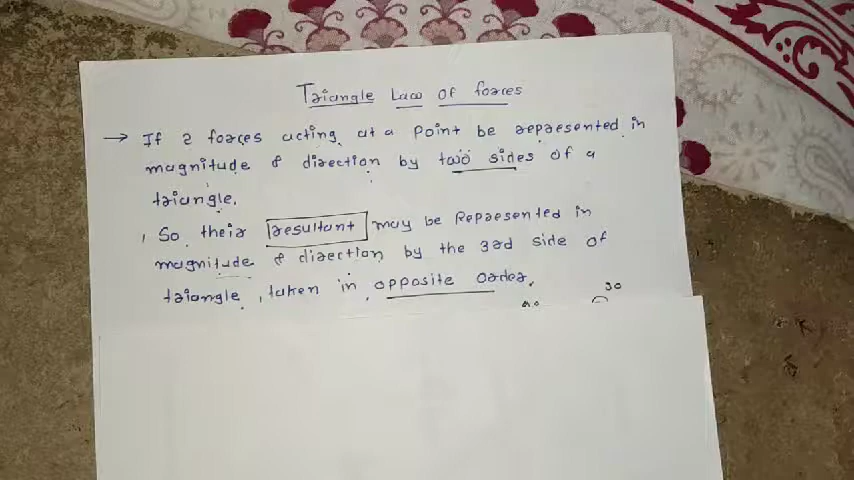 Triangle Law Of forces
→ If 2 forces acting at a point be represented in
magnitude & direction by two sides of a
triangle.
, So their resultant may be Represented in
magnitude & direction by the 3rd side of
triangle, taken in opposite order.